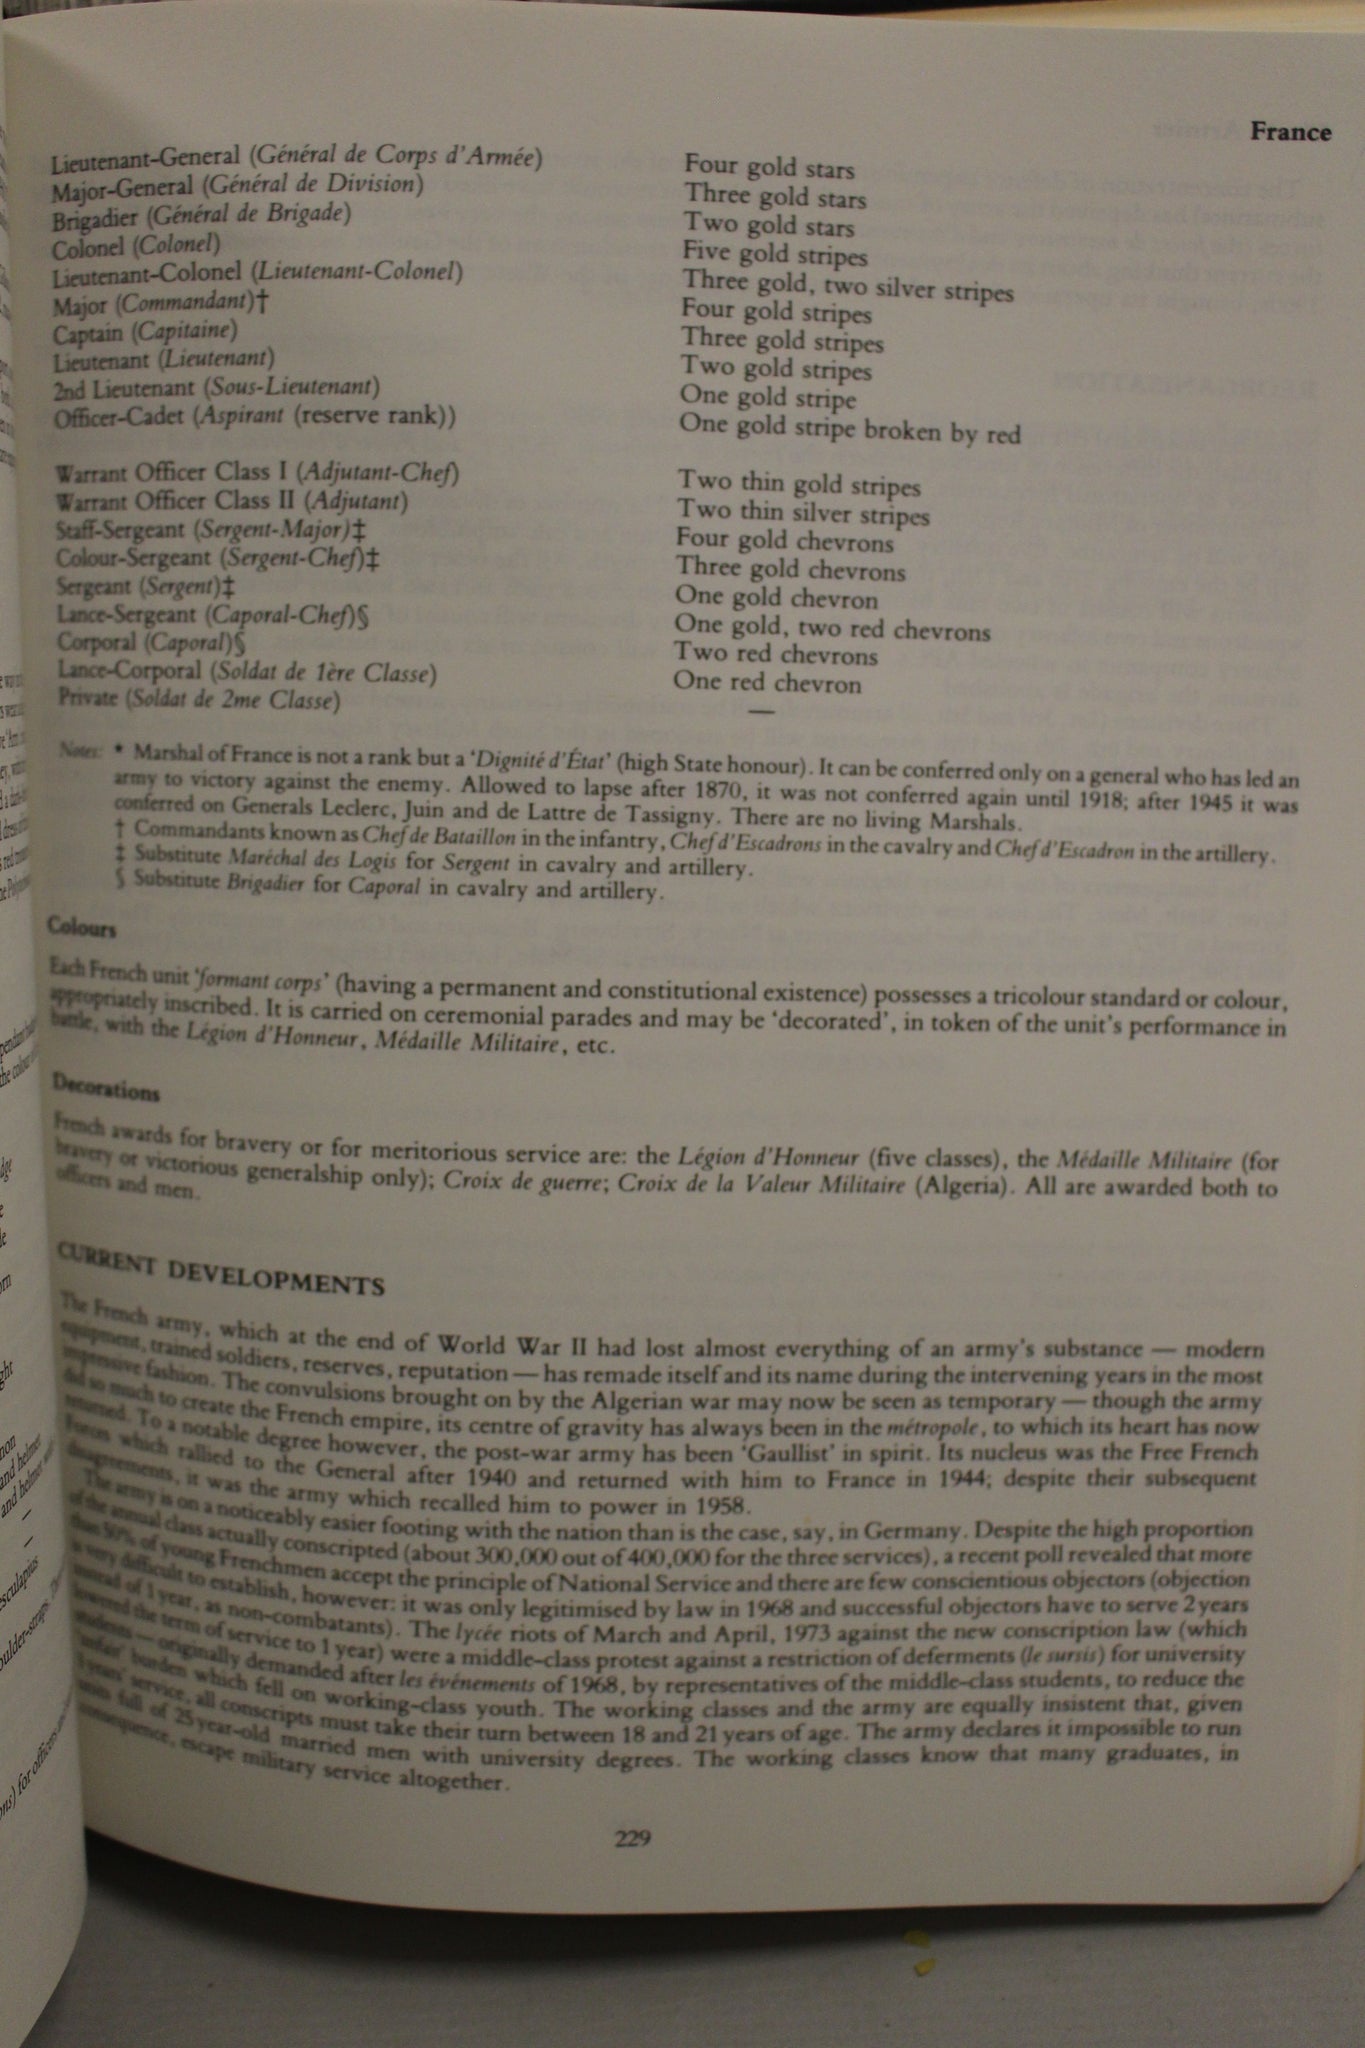 France
Lieutenant-General (Général de Corps d'Armée) Four gold stars
Major-General (Général de Division) Three gold stars
Brigadier (Général de Brigade) Two gold stars
Colonel (Colonel) Five gold stripes
Lieutenant-Colonel (Lieutenant-Colonel) Three gold, two silver stripes
Major (Commandant)† Four gold stripes
Captain (Capitaine) Three gold stripes
Lieutenant (Lieutenant) Two gold stripes
2nd Lieutenant (Sous-Lieutenant) One gold stripe
Officer-Cadet (Aspirant (reserve rank)) One gold stripe broken by red
Warrant Officer Class I (Adjutant-Chef) Two thin gold stripes
Warrant Officer Class II (Adjutant) Two thin silver stripes
Staff-Sergeant (Sergent-Major)‡ Four gold chevrons
Colour-Sergeant (Sergent-Chef)‡ Three gold chevrons
Sergeant (Sergent)‡ One gold chevron
Lance-Sergeant (Caporal-Chef)§ One gold, two red chevrons
Corporal (Caporal)§ Two red chevrons
Lance-Corporal (Soldat de 1ère Classe) One red chevron
Private (Soldat de 2me Classe) —
Notes: * Marshal of France is not a rank but a 'Dignité d'État' (high State honour). It can be conferred only on a general who has led an
army to victory against the enemy. Allowed to lapse after 1870, it was not conferred again until 1918; after 1945 it was
conferred on Generals Leclerc, Juin and de Lattre de Tassigny. There are no living Marshals.
† Commandants known as Chef de Bataillon in the infantry, Chef d'Escadrons in the cavalry and Chef d'Escadron in the artillery.
‡ Substitute Maréchal des Logis for Sergent in cavalry and artillery.
§ Substitute Brigadier for Caporal in cavalry and artillery.
Colours
Each French unit 'formant corps' (having a permanent and constitutional existence) possesses a tricolour standard or colour,
appropriately inscribed. It is carried on ceremonial parades and may be 'decorated', in token of the unit's performance in
battle, with the Légion d'Honneur, Médaille Militaire, etc.
Decorations
French awards for bravery or for meritorious service are: the Légion d'Honneur (five classes), the Médaille Militaire (for
bravery or victorious generalship only); Croix de guerre; Croix de la Valeur Militaire (Algeria). All are awarded both to
officers and men.
CURRENT DEVELOPMENTS
The French army, which at the end of World War II had lost almost everything of an army's substance — modern
equipment, trained soldiers, reserves, reputation — has remade itself and its name during the intervening years in the most
impressive fashion. The convulsions brought on by the Algerian war may now be seen as temporary — though the army
did so much to create the French empire, its centre of gravity has always been in the métropole, to which its heart has now
returned. To a notable degree however, the post-war army has been 'Gaullist' in spirit. Its nucleus was the Free French
Forces which rallied to the General after 1940 and returned with him to France in 1944; despite their subsequent
disagreements, it was the army which recalled him to power in 1958.
The army is on a noticeably easier footing with the nation than is the case, say, in Germany. Despite the high proportion
of the annual class actually conscripted (about 300,000 out of 400,000 for the three services), a recent poll revealed that more
than 50% of young Frenchmen accept the principle of National Service and there are few conscientious objectors (objection
is very difficult to establish, however: it was only legitimised by law in 1968 and successful objectors have to serve 2 years
instead of 1 year, as non-combatants). The lycée riots of March and April, 1973 against the new conscription law (which
lowered the term of service to 1 year) were a middle-class protest against a restriction of deferments (le sursis) for university
students — originally demanded after les événements of 1968, by representatives of the middle-class students, to reduce the
'unfair' burden which fell on working-class youth. The working classes and the army are equally insistent that, given
years' service, all conscripts must take their turn between 18 and 21 years of age. The army declares it impossible to run
units full of 25 year-old married men with university degrees. The working classes know that many graduates, in
consequence, escape military service altogether.
229